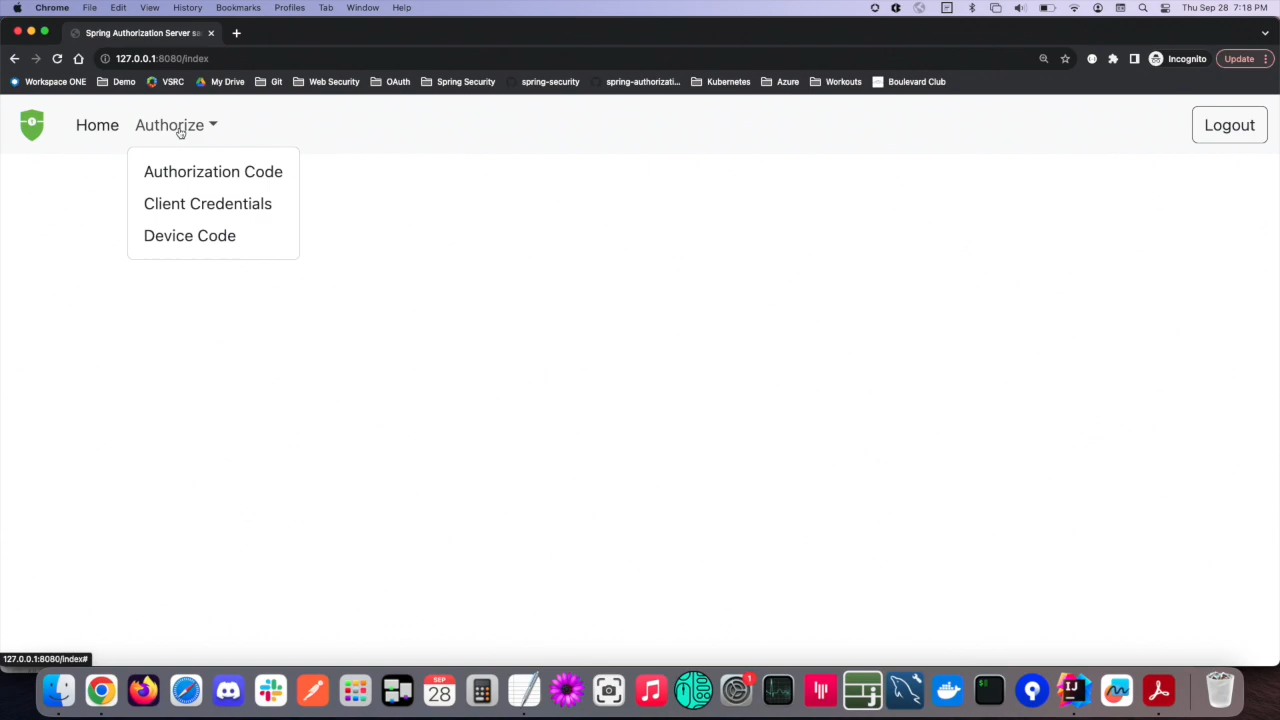 Chrome File Edit View History Bookmarks Profiles Tab Window Help Thu Sep 28 7:18 PM
Spring Authorization Server sa
127.0.0.1:8080/index Incognito Update
Workspace ONE Demo VSRC My Drive Git Web Security OAuth Spring Security spring-security spring-authorizati... Kubernetes Azure Workouts Boulevard Club
Home Authorize Logout
Authorization Code
Client Credentials
Device Code
127.0.0.1:8080/index#
SEP 1
28